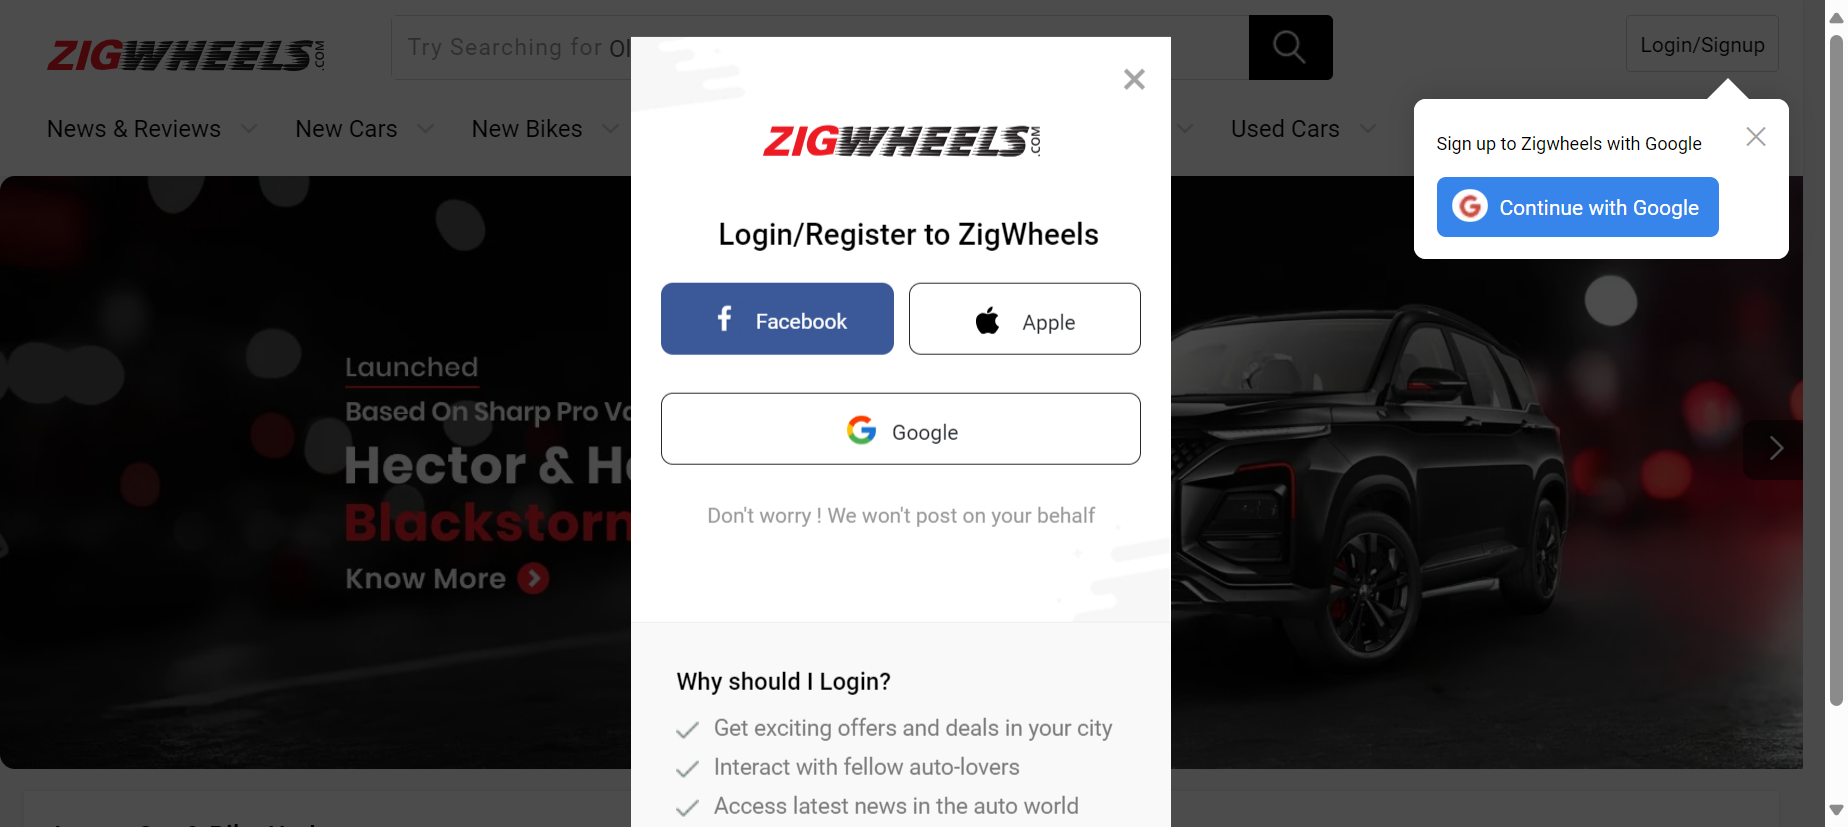 ZIGWHEELS.COM
Try Searching for Ol
Login/Signup
News & Reviews
New Cars
New Bikes
Used Cars
Sign up to Zigwheels with Google
Continue with Google
ZIGWHEELS.COM
Login/Register to ZigWheels
Facebook
Apple
Google
Don't worry ! We won't post on your behalf
Launched
Based On Sharp Pro Va
Hector & He
Blackstorm
Know More
Why should I Login?
Get exciting offers and deals in your city
Interact with fellow auto-lovers
Access latest news in the auto world